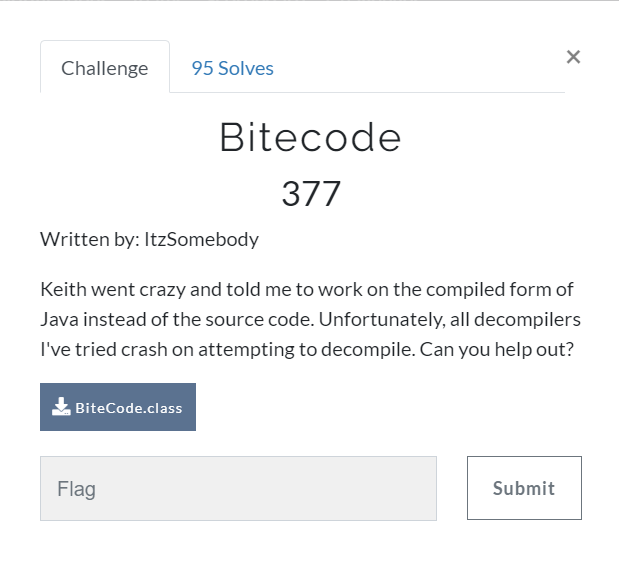 Challenge
95 Solves
×
Bitecode
377
Written by: ItzSomebody
Keith went crazy and told me to work on the compiled form of
Java instead of the source code. Unfortunately, all decompilers
I've tried crash on attempting to decompile. Can you help out?
BiteCode.class
Flag
Submit